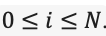 0 ≤ i ≤ N.